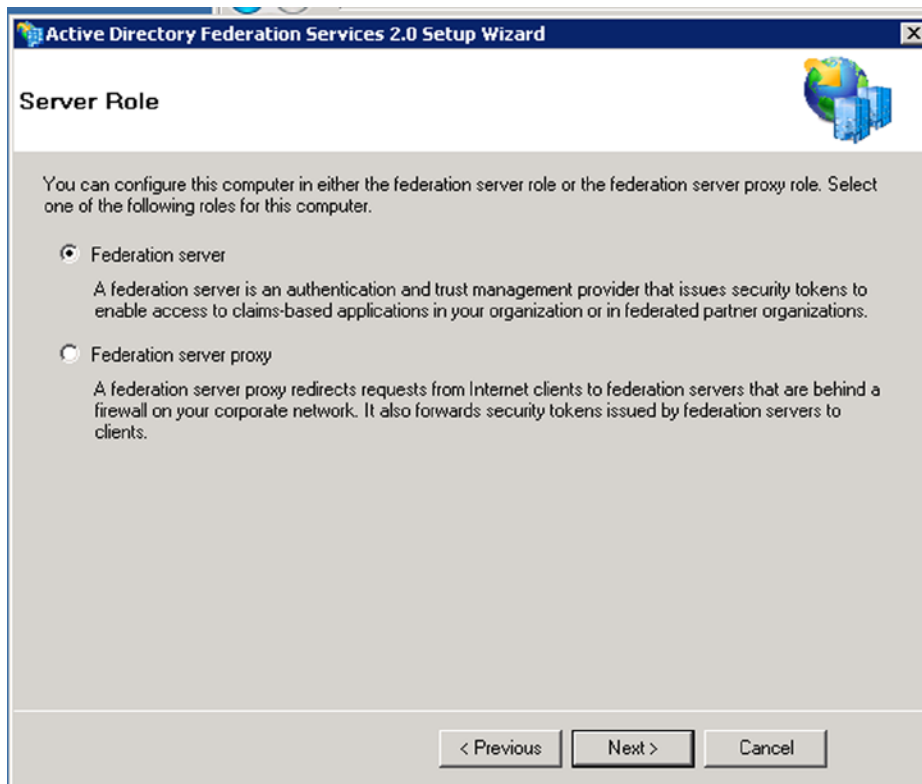 Active Directory Federation Services 2.0 Setup Wizard
Server Role
You can configure this computer in either the federation server role or the federation server proxy role. Select
one of the following roles for this computer.
Federation server
A federation server is an authentication and trust management provider that issues security tokens to
enable access to claims-based applications in your organization or in federated partner organizations.
Federation server proxy
A federation server proxy redirects requests from Internet clients to federation servers that are behind a
firewall on your corporate network. It also forwards security tokens issued by federation servers to
clients.
< Previous
Next >
Cancel